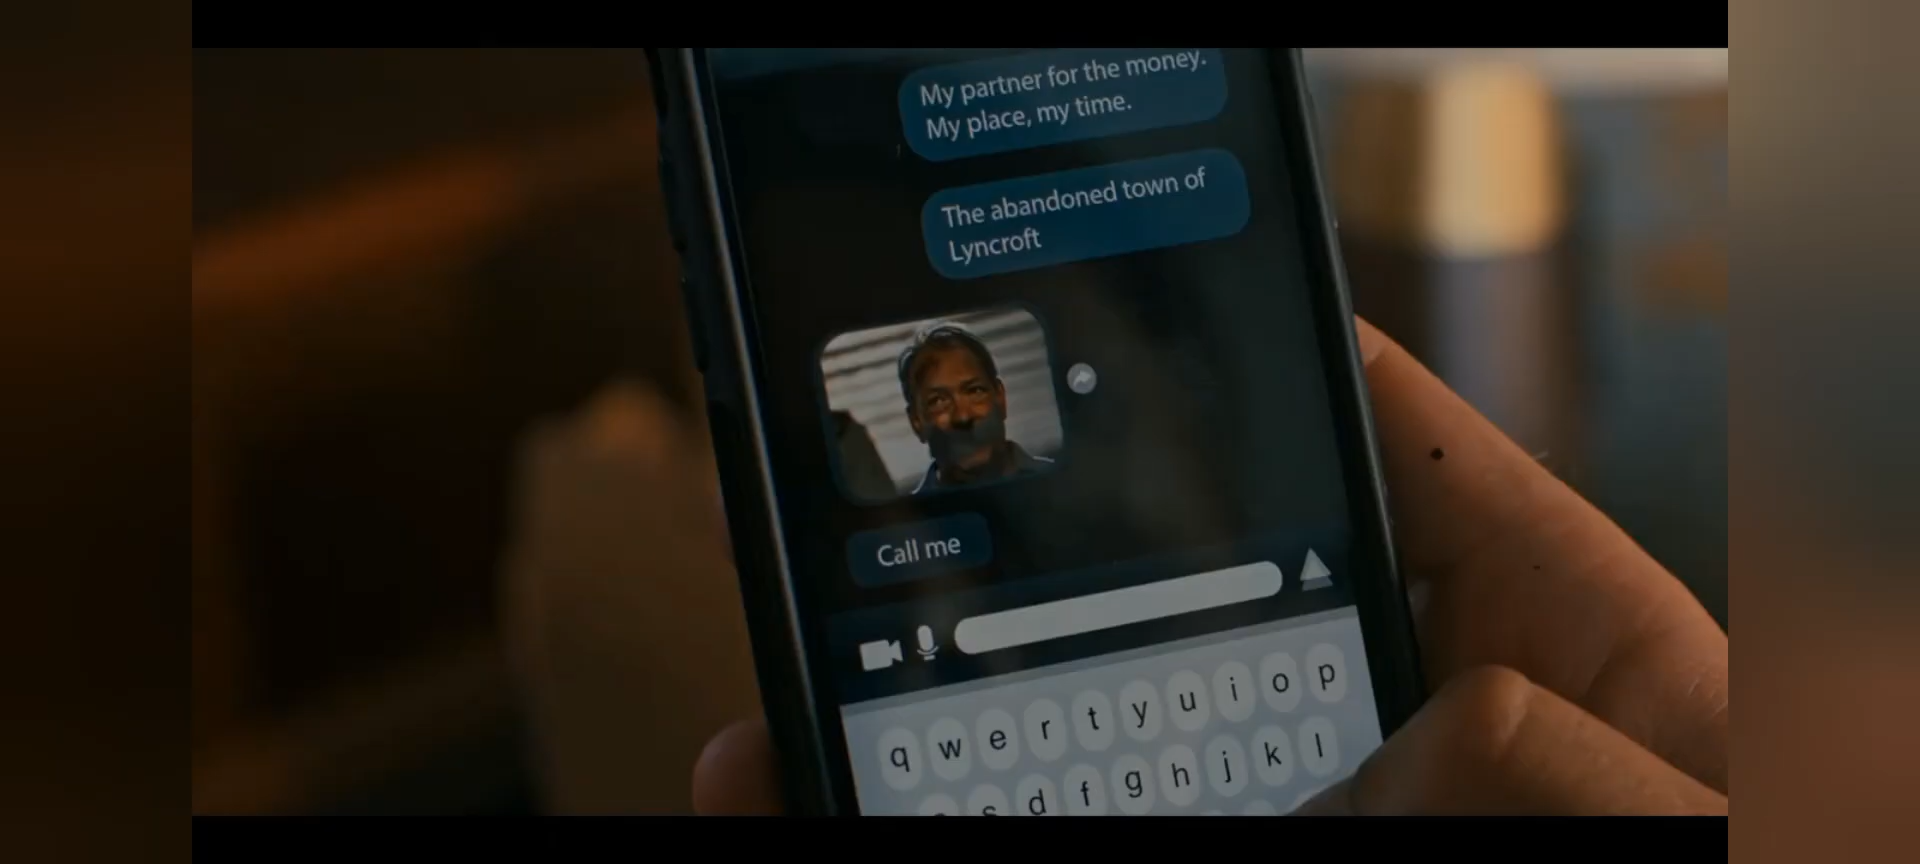 My partner for the money.
My place, my time.
The abandoned town of
Lyncroft
Call me
q w e r t y u i o p
s d f g h j k l